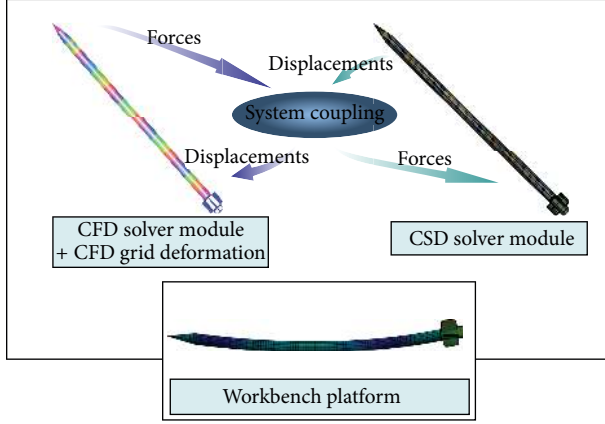 Forces
Displacements
System coupling
Displacements
Forces
CFD solver module
+ CFD grid deformation
CSD solver module
Workbench platform